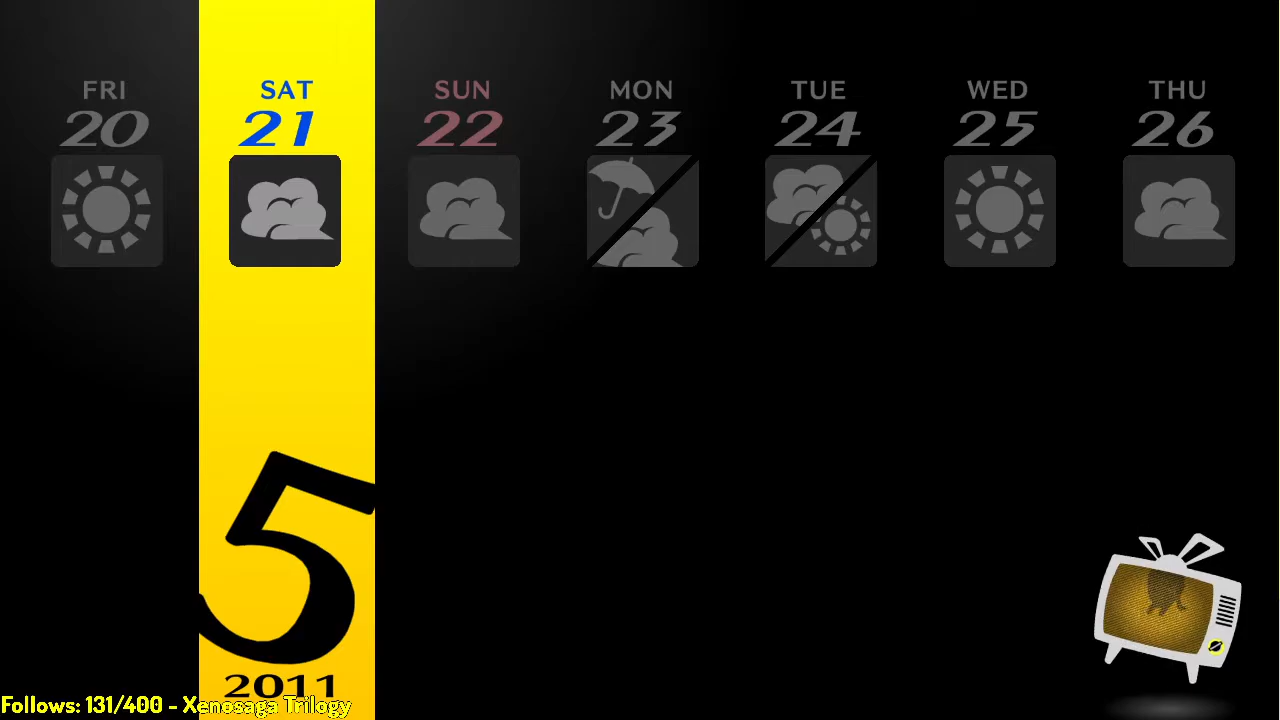 FRI SAT SUN MON TUE WED THU
20 21 22 23 24 25 26
5
2011
Follows: 131/400 - Xenosaga Trilogy